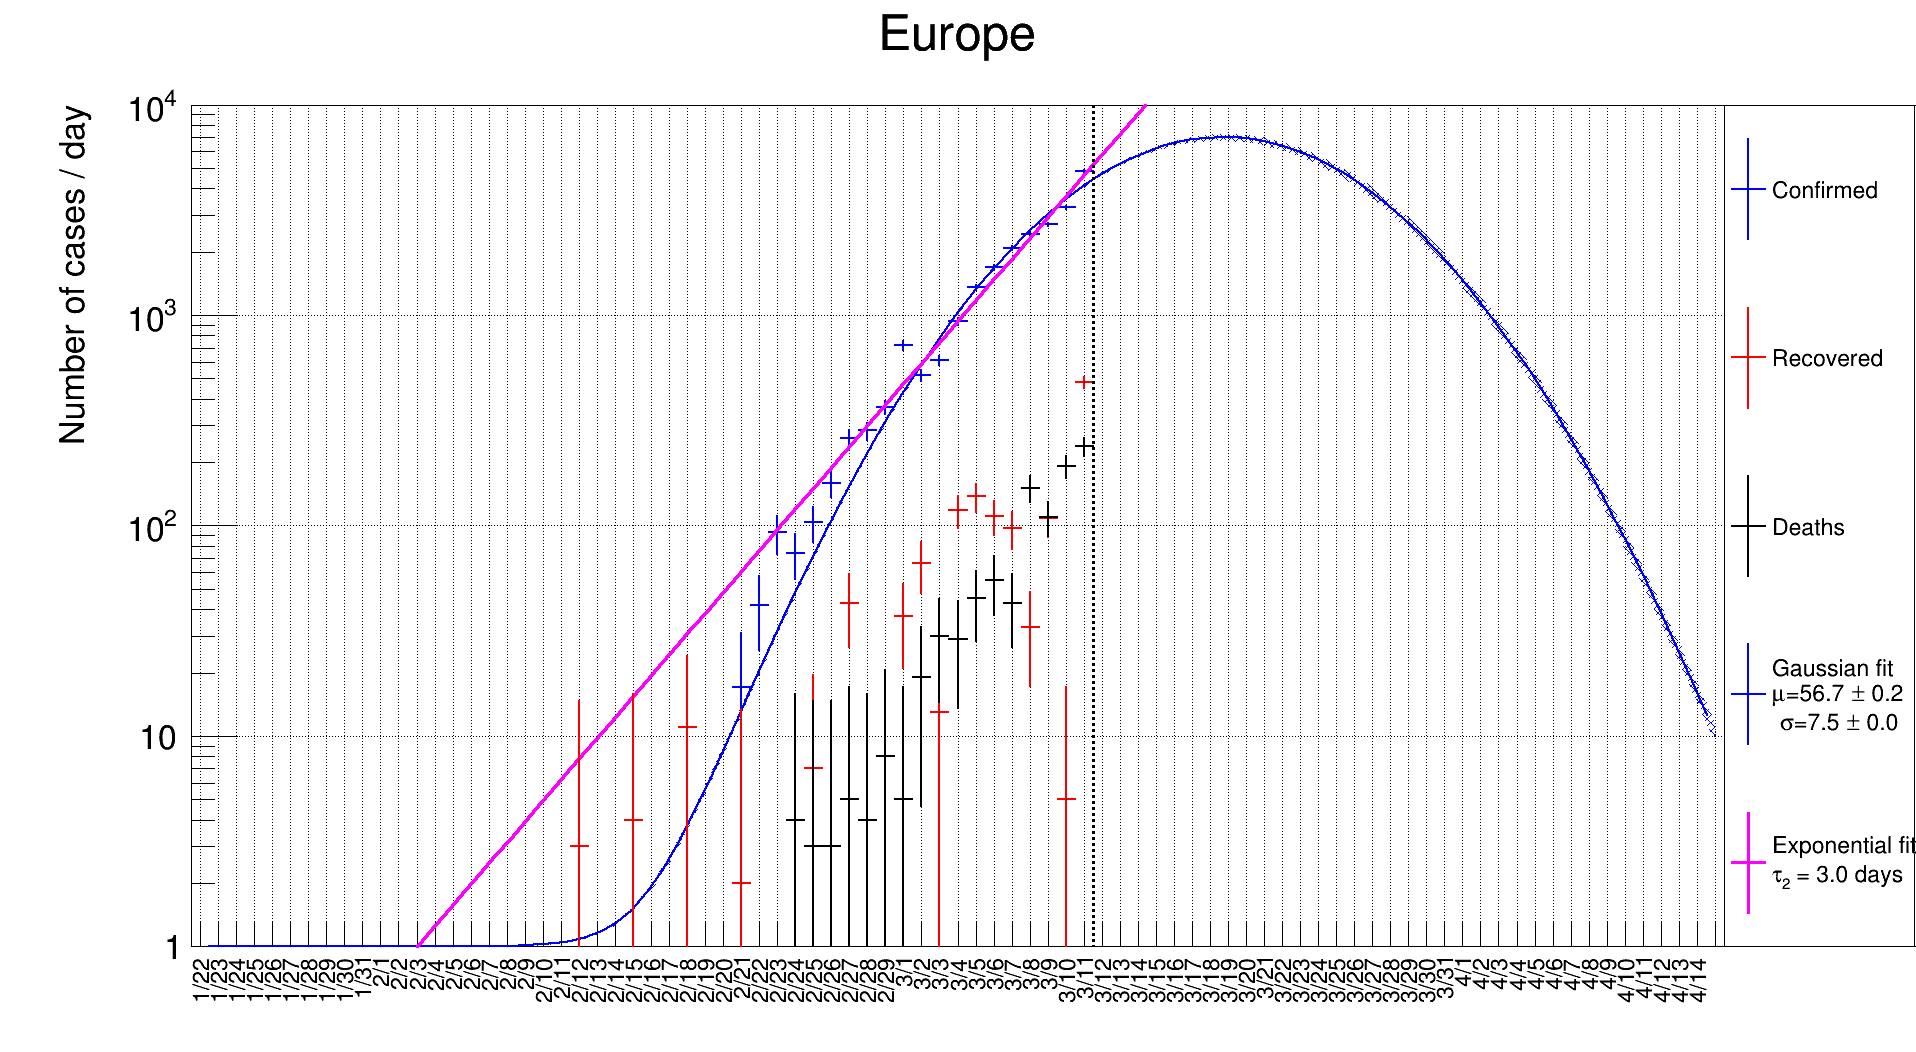 Europe
Number of cases / day
10^4
10^3
10^2
10
1
1/22 1/23 1/24 1/25 1/26 1/27 1/28 1/29 1/30 1/31 2/1 2/2 2/3 2/4 2/5 2/6 2/7 2/8 2/9 2/10 2/11 2/12 2/14 2/15 2/16 2/17 2/18 2/19 2/20 2/21 2/22 2/23 2/24 2/25 2/26 2/27 2/28 2/29 3/1 3/2 3/3 3/4 3/5 3/6 3/7 3/8 3/9 3/10 3/11 3/12 3/13 3/14 3/15 3/16 3/17 3/18 3/19 3/20 3/21 3/22 3/23 3/24 3/25 3/26 3/27 3/28 3/29 3/30 3/31 4/1 4/2 4/3 4/4 4/5 4/6 4/7 4/8 4/9 4/10 4/11 4/12 4/13 4/14
Confirmed
Recovered
Deaths
Gaussian fit
μ=56.7 ± 0.2
σ=7.5 ± 0.0
Exponential fit
τ₂ = 3.0 days